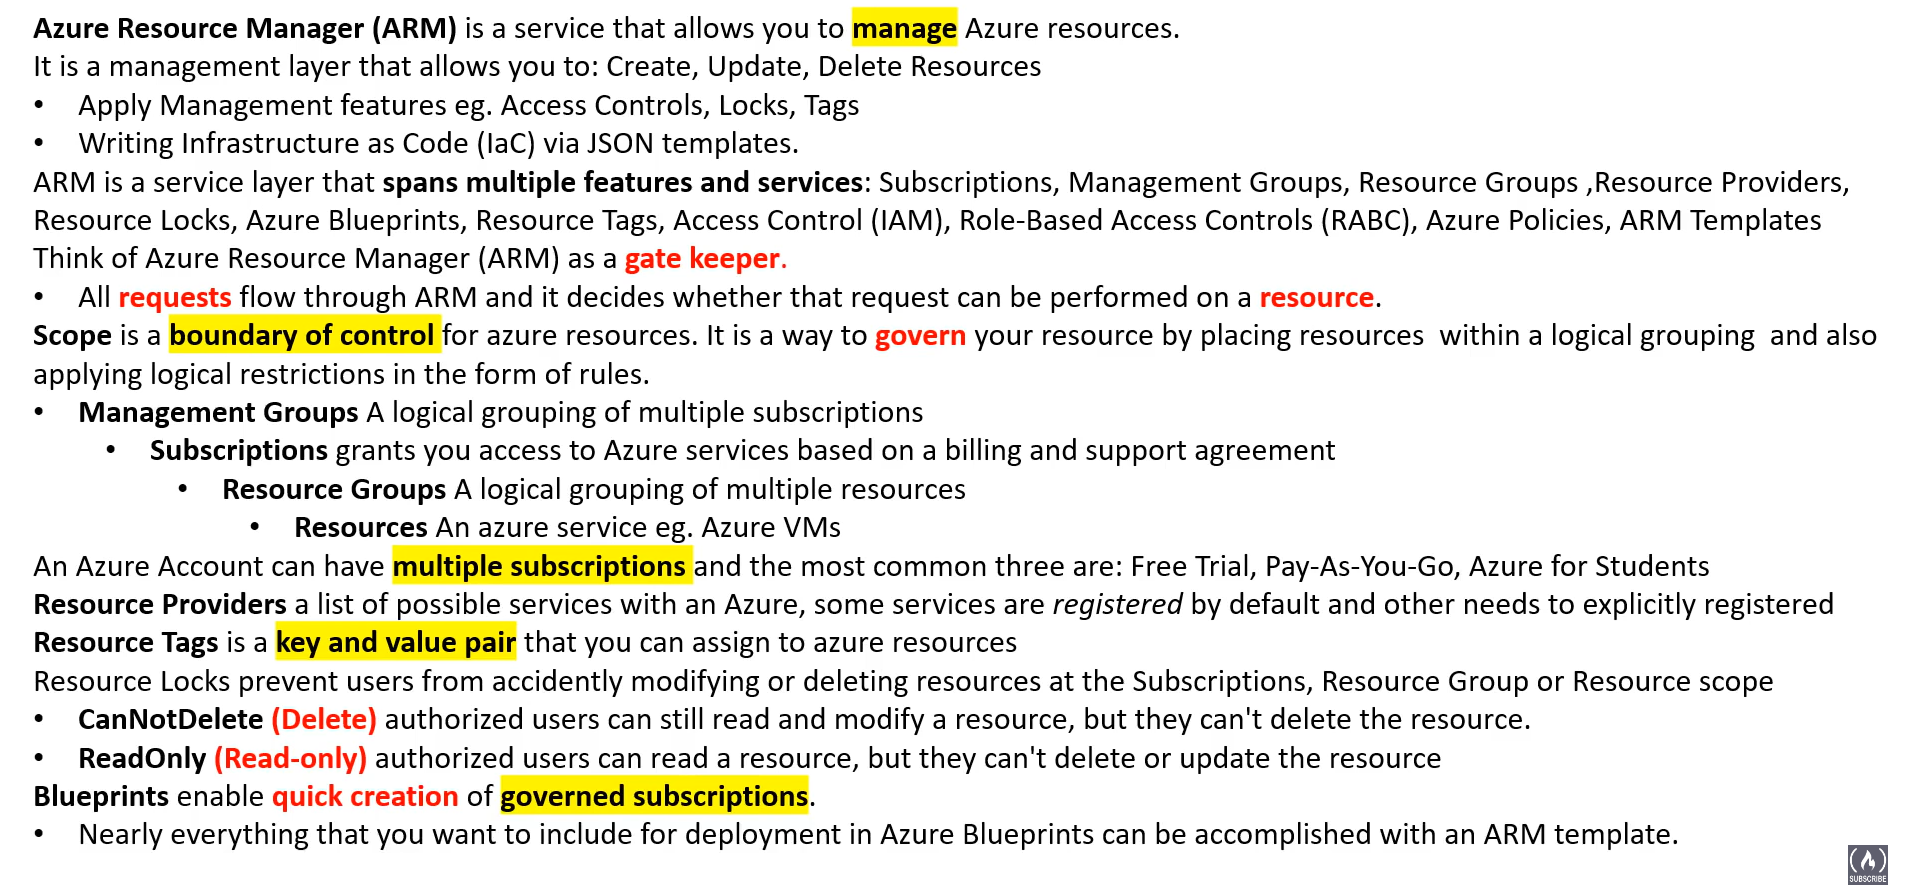 Azure Resource Manager (ARM) is a service that allows you to manage Azure resources.
It is a management layer that allows you to: Create, Update, Delete Resources
• Apply Management features eg. Access Controls, Locks, Tags
• Writing Infrastructure as Code (IaC) via JSON templates.
ARM is a service layer that spans multiple features and services: Subscriptions, Management Groups, Resource Groups ,Resource Providers,
Resource Locks, Azure Blueprints, Resource Tags, Access Control (IAM), Role-Based Access Controls (RABC), Azure Policies, ARM Templates
Think of Azure Resource Manager (ARM) as a gate keeper.
• All requests flow through ARM and it decides whether that request can be performed on a resource.
Scope is a boundary of control for azure resources. It is a way to govern your resource by placing resources  within a logical grouping  and also
applying logical restrictions in the form of rules.
• Management Groups A logical grouping of multiple subscriptions
• Subscriptions grants you access to Azure services based on a billing and support agreement
• Resource Groups A logical grouping of multiple resources
• Resources An azure service eg. Azure VMs
An Azure Account can have multiple subscriptions and the most common three are: Free Trial, Pay-As-You-Go, Azure for Students
Resource Providers a list of possible services with an Azure, some services are registered by default and other needs to explicitly registered
Resource Tags is a key and value pair that you can assign to azure resources
Resource Locks prevent users from accidently modifying or deleting resources at the Subscriptions, Resource Group or Resource scope
• CanNotDelete (Delete) authorized users can still read and modify a resource, but they can't delete the resource.
• ReadOnly (Read-only) authorized users can read a resource, but they can't delete or update the resource
Blueprints enable quick creation of governed subscriptions.
• Nearly everything that you want to include for deployment in Azure Blueprints can be accomplished with an ARM template.
SUBSCRIBE